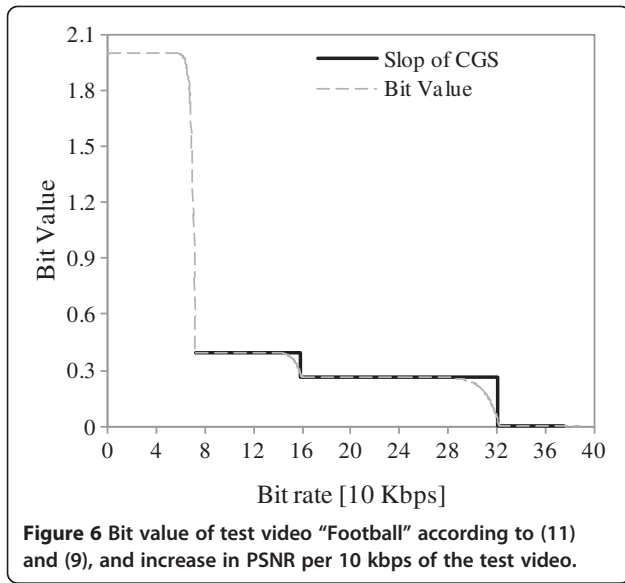 2.1
1.8
1.5
1.2
0.9
0.6
0.3
0
Bit Value
Slop of CGS
Bit Value
0 4 8 12 16 20 24 28 32 36 40
Bit rate [10 Kbps]
Figure 6 Bit value of test video "Football" according to (11)
and (9), and increase in PSNR per 10 kbps of the test video.